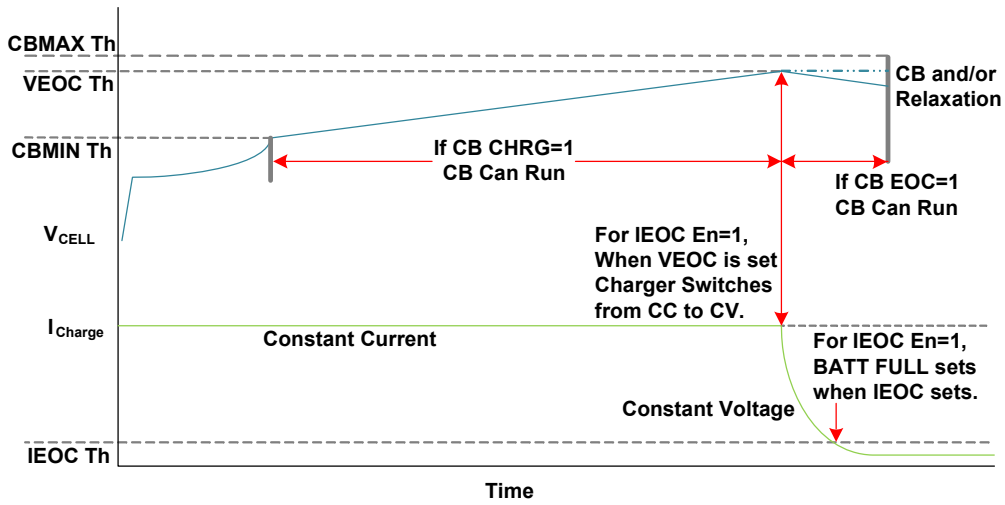 CBMAX Th
VEOC Th
CB and/or
Relaxation
CBMIN Th
If CB CHRG=1
CB Can Run
If CB EOC=1
CB Can Run
VCELL
For IEOC En=1,
When VEOC is set
Charger Switches
from CC to CV.
ICharge
Constant Current
For IEOC En=1,
BATT FULL sets
when IEOC sets.
Constant Voltage
IEOC Th
Time